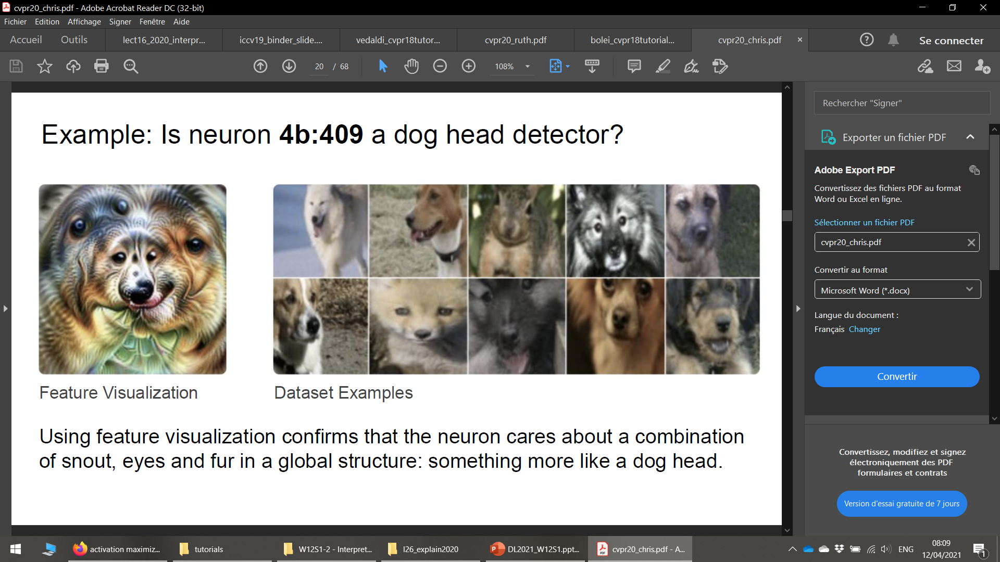 cvpr20_chris.pdf - Adobe Acrobat Reader DC (32-bit)
Fichier Edition Affichage Signer Fenêtre Aide
Accueil Outils lect16_2020_interpr... iccv19_binder_slide.... vedaldi_cvpr18tutor... cvpr20_ruth.pdf bolei_cvpr18tutorial... cvpr20_chris.pdf Se connecter
20 / 68 108%
Example: Is neuron 4b:409 a dog head detector?
Feature Visualization
Dataset Examples
Using feature visualization confirms that the neuron cares about a combination
of snout, eyes and fur in a global structure: something more like a dog head.
Rechercher "Signer"
Exporter un fichier PDF
Adobe Export PDF
Convertissez des fichiers PDF au format
Word ou Excel en ligne.
Sélectionner un fichier PDF
cvpr20_chris.pdf
Convertir au format
Microsoft Word (*.docx)
Langue du document :
Français Changer
Convertir
Convertissez, modifiez et signez
électroniquement des PDF
formulaires et contrats
Version d'essai gratuite de 7 jours
activation maximiz... tutorials W12S1-2 - Interpret... I26_explain2020 DL2021_W12S1.ppt... cvpr20_chris.pdf - A... ENG
08:09
12/04/2021
1